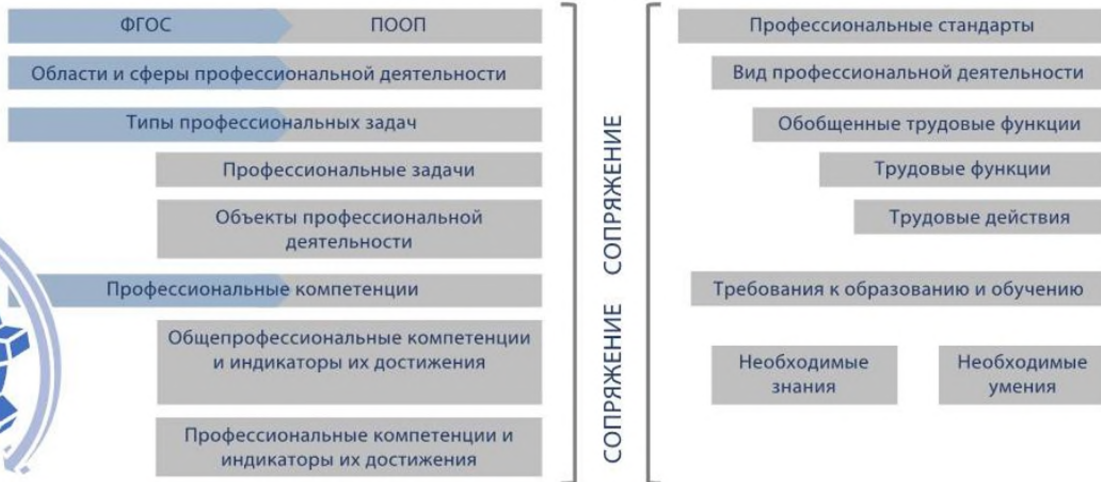 ФГОС ПООП
Области и сферы профессиональной деятельности
Типы профессиональных задач
Профессиональные задачи
Объекты профессиональной
деятельности
Профессиональные компетенции
Общепрофессиональные компетенции
и индикаторы их достижения
Профессиональные компетенции и
индикаторы их достижения
СОПРЯЖЕНИЕ
СОПРЯЖЕНИЕ
Профессиональные стандарты
Вид профессиональной деятельности
Обобщенные трудовые функции
Трудовые функции
Трудовые действия
Требования к образованию и обучению
Необходимые
знания
Необходимые
умения